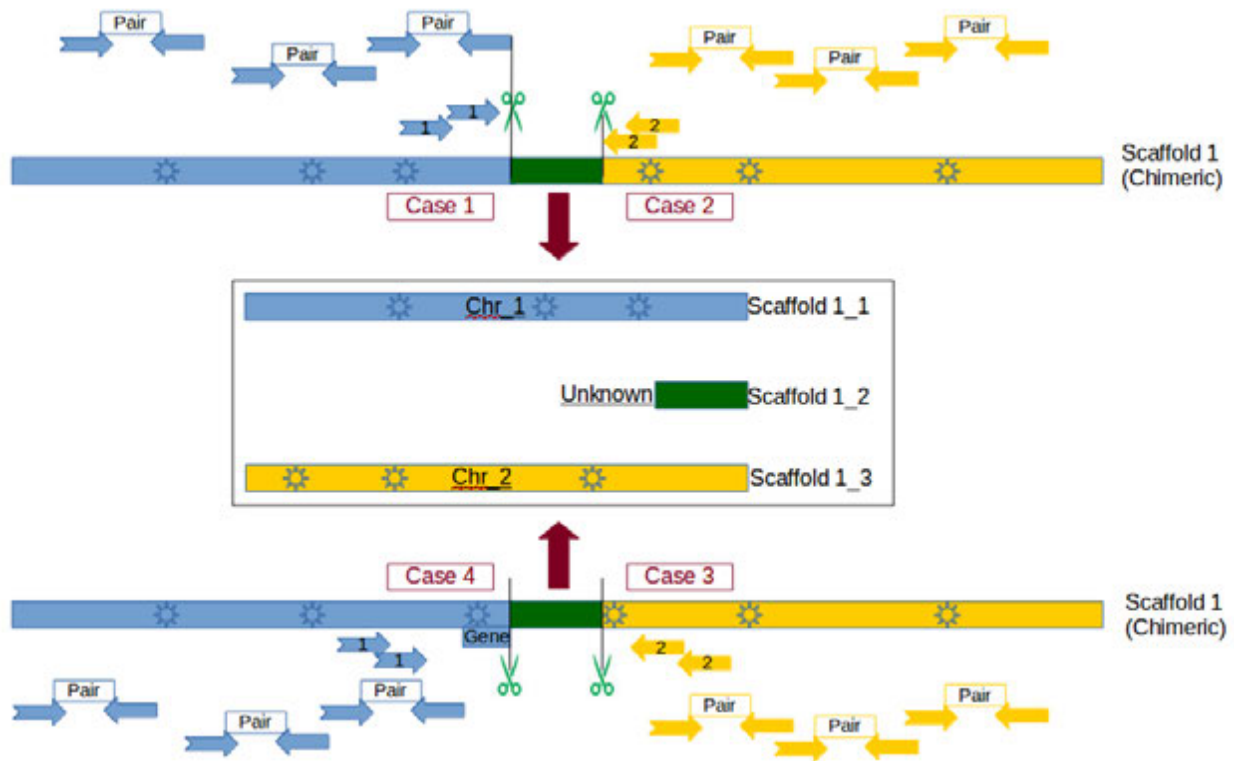 Pair
Pair
Pair
Pair
Pair
Pair
1
1
2
2
Scaffold 1
(Chimeric)
Case 1
Case 2
Chr_1
Scaffold 1_1
Unknown
Scaffold 1_2
Chr_2
Scaffold 1_3
Case 4
Case 3
Scaffold 1
(Chimeric)
Gene
1
1
2
2
Pair
Pair
Pair
Pair
Pair
Pair